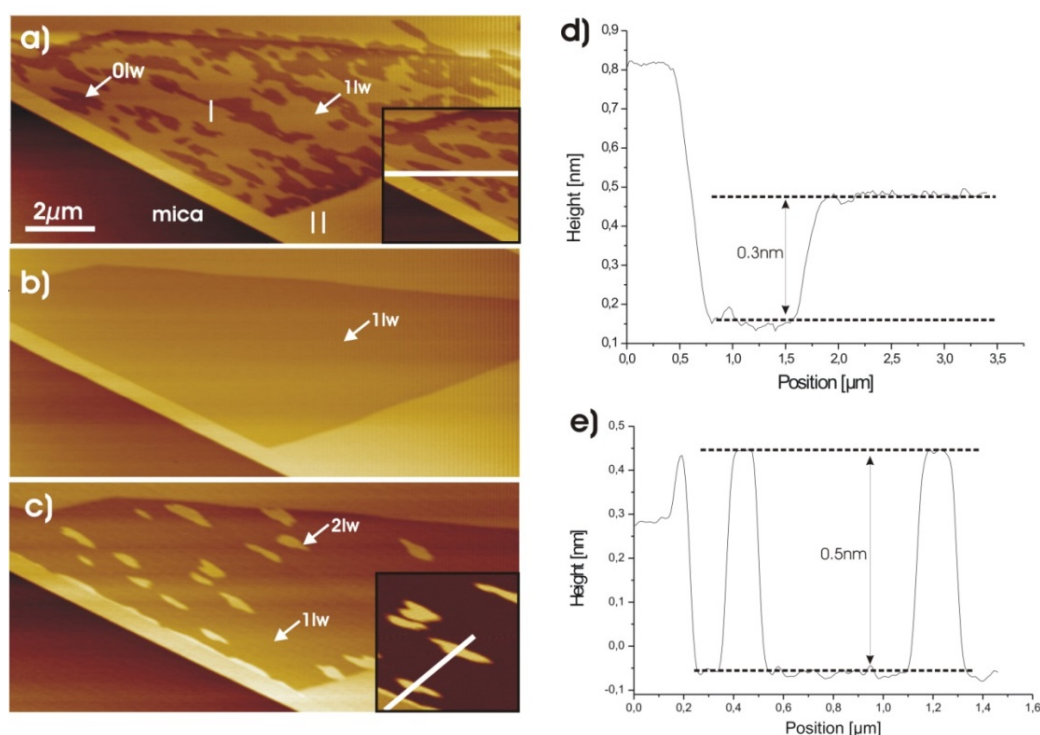 a)
0lw
I
1lw
2µm
mica
II
b)
1lw
c)
2lw
1lw
d)
0,9
0,8
0,7
0,6
0,5
0,4
0,3
0,2
0,1
Height [nm]
0.3nm
0,0 0,5 1,0 1,5 2,0 2,5 3,0 3,5
Position [µm]
e)
0,5
0,4
0,3
0,2
0,1
0,0
-0,1
Height [nm]
0.5nm
0,0 0,2 0,4 0,6 0,8 1,0 1,2 1,4 1,6
Position [µm]